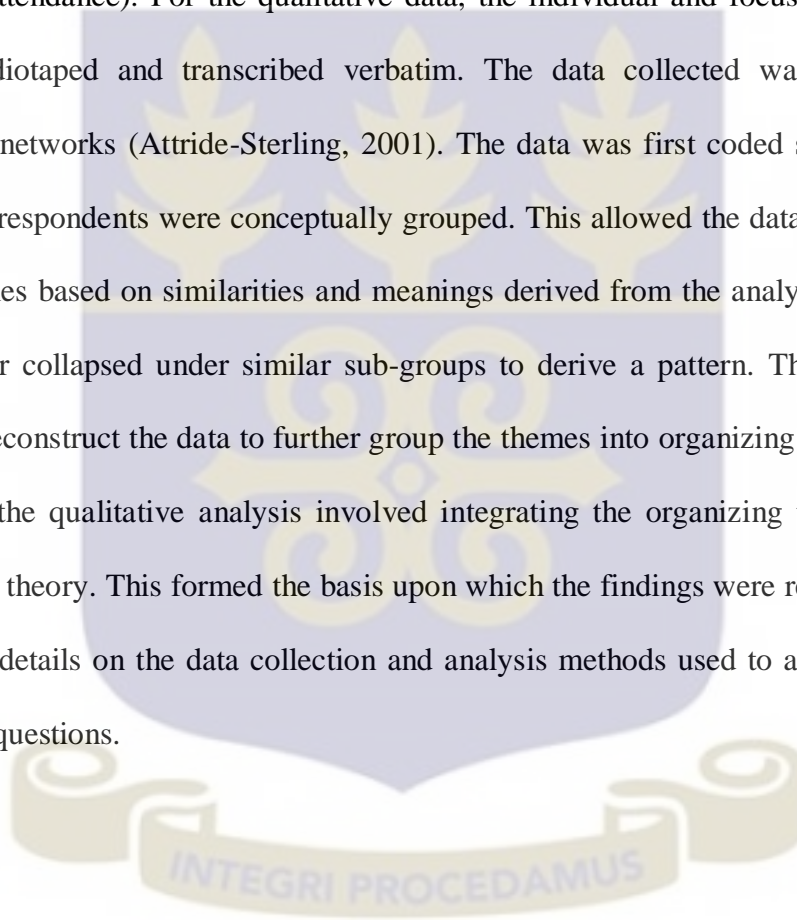 ttendance). For the qualitative data, the individual and focus
diotaped and transcribed verbatim. The data collected wa
networks (Attride-Sterling, 2001). The data was first coded s
respondents were conceptually grouped. This allowed the data
es based on similarities and meanings derived from the analy
r collapsed under similar sub-groups to derive a pattern. Th
econstruct the data to further group the themes into organizing
the qualitative analysis involved integrating the organizing
theory. This formed the basis upon which the findings were r
details on the data collection and analysis methods used to a
questions.
INTEGRI PROCEDAMUS